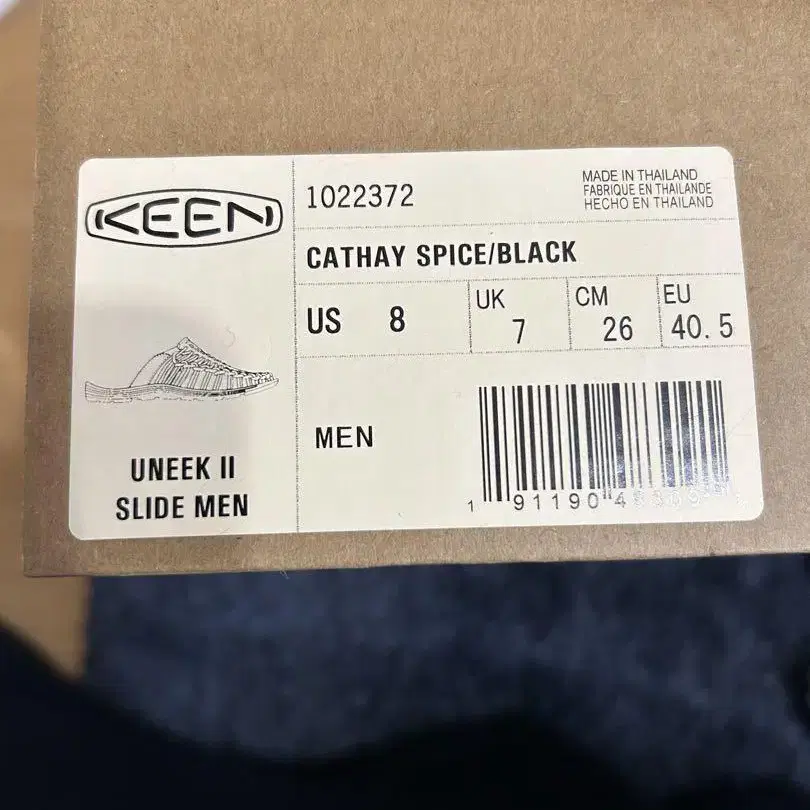 KEEN
1022372
MADE IN THAILAND
FABRIQUE EN THAILANDE
HECHO EN THAILAND
CATHAY SPICE/BLACK
US 8
UK 7
CM 26
EU 40.5
UNEEK II
SLIDE MEN
MEN